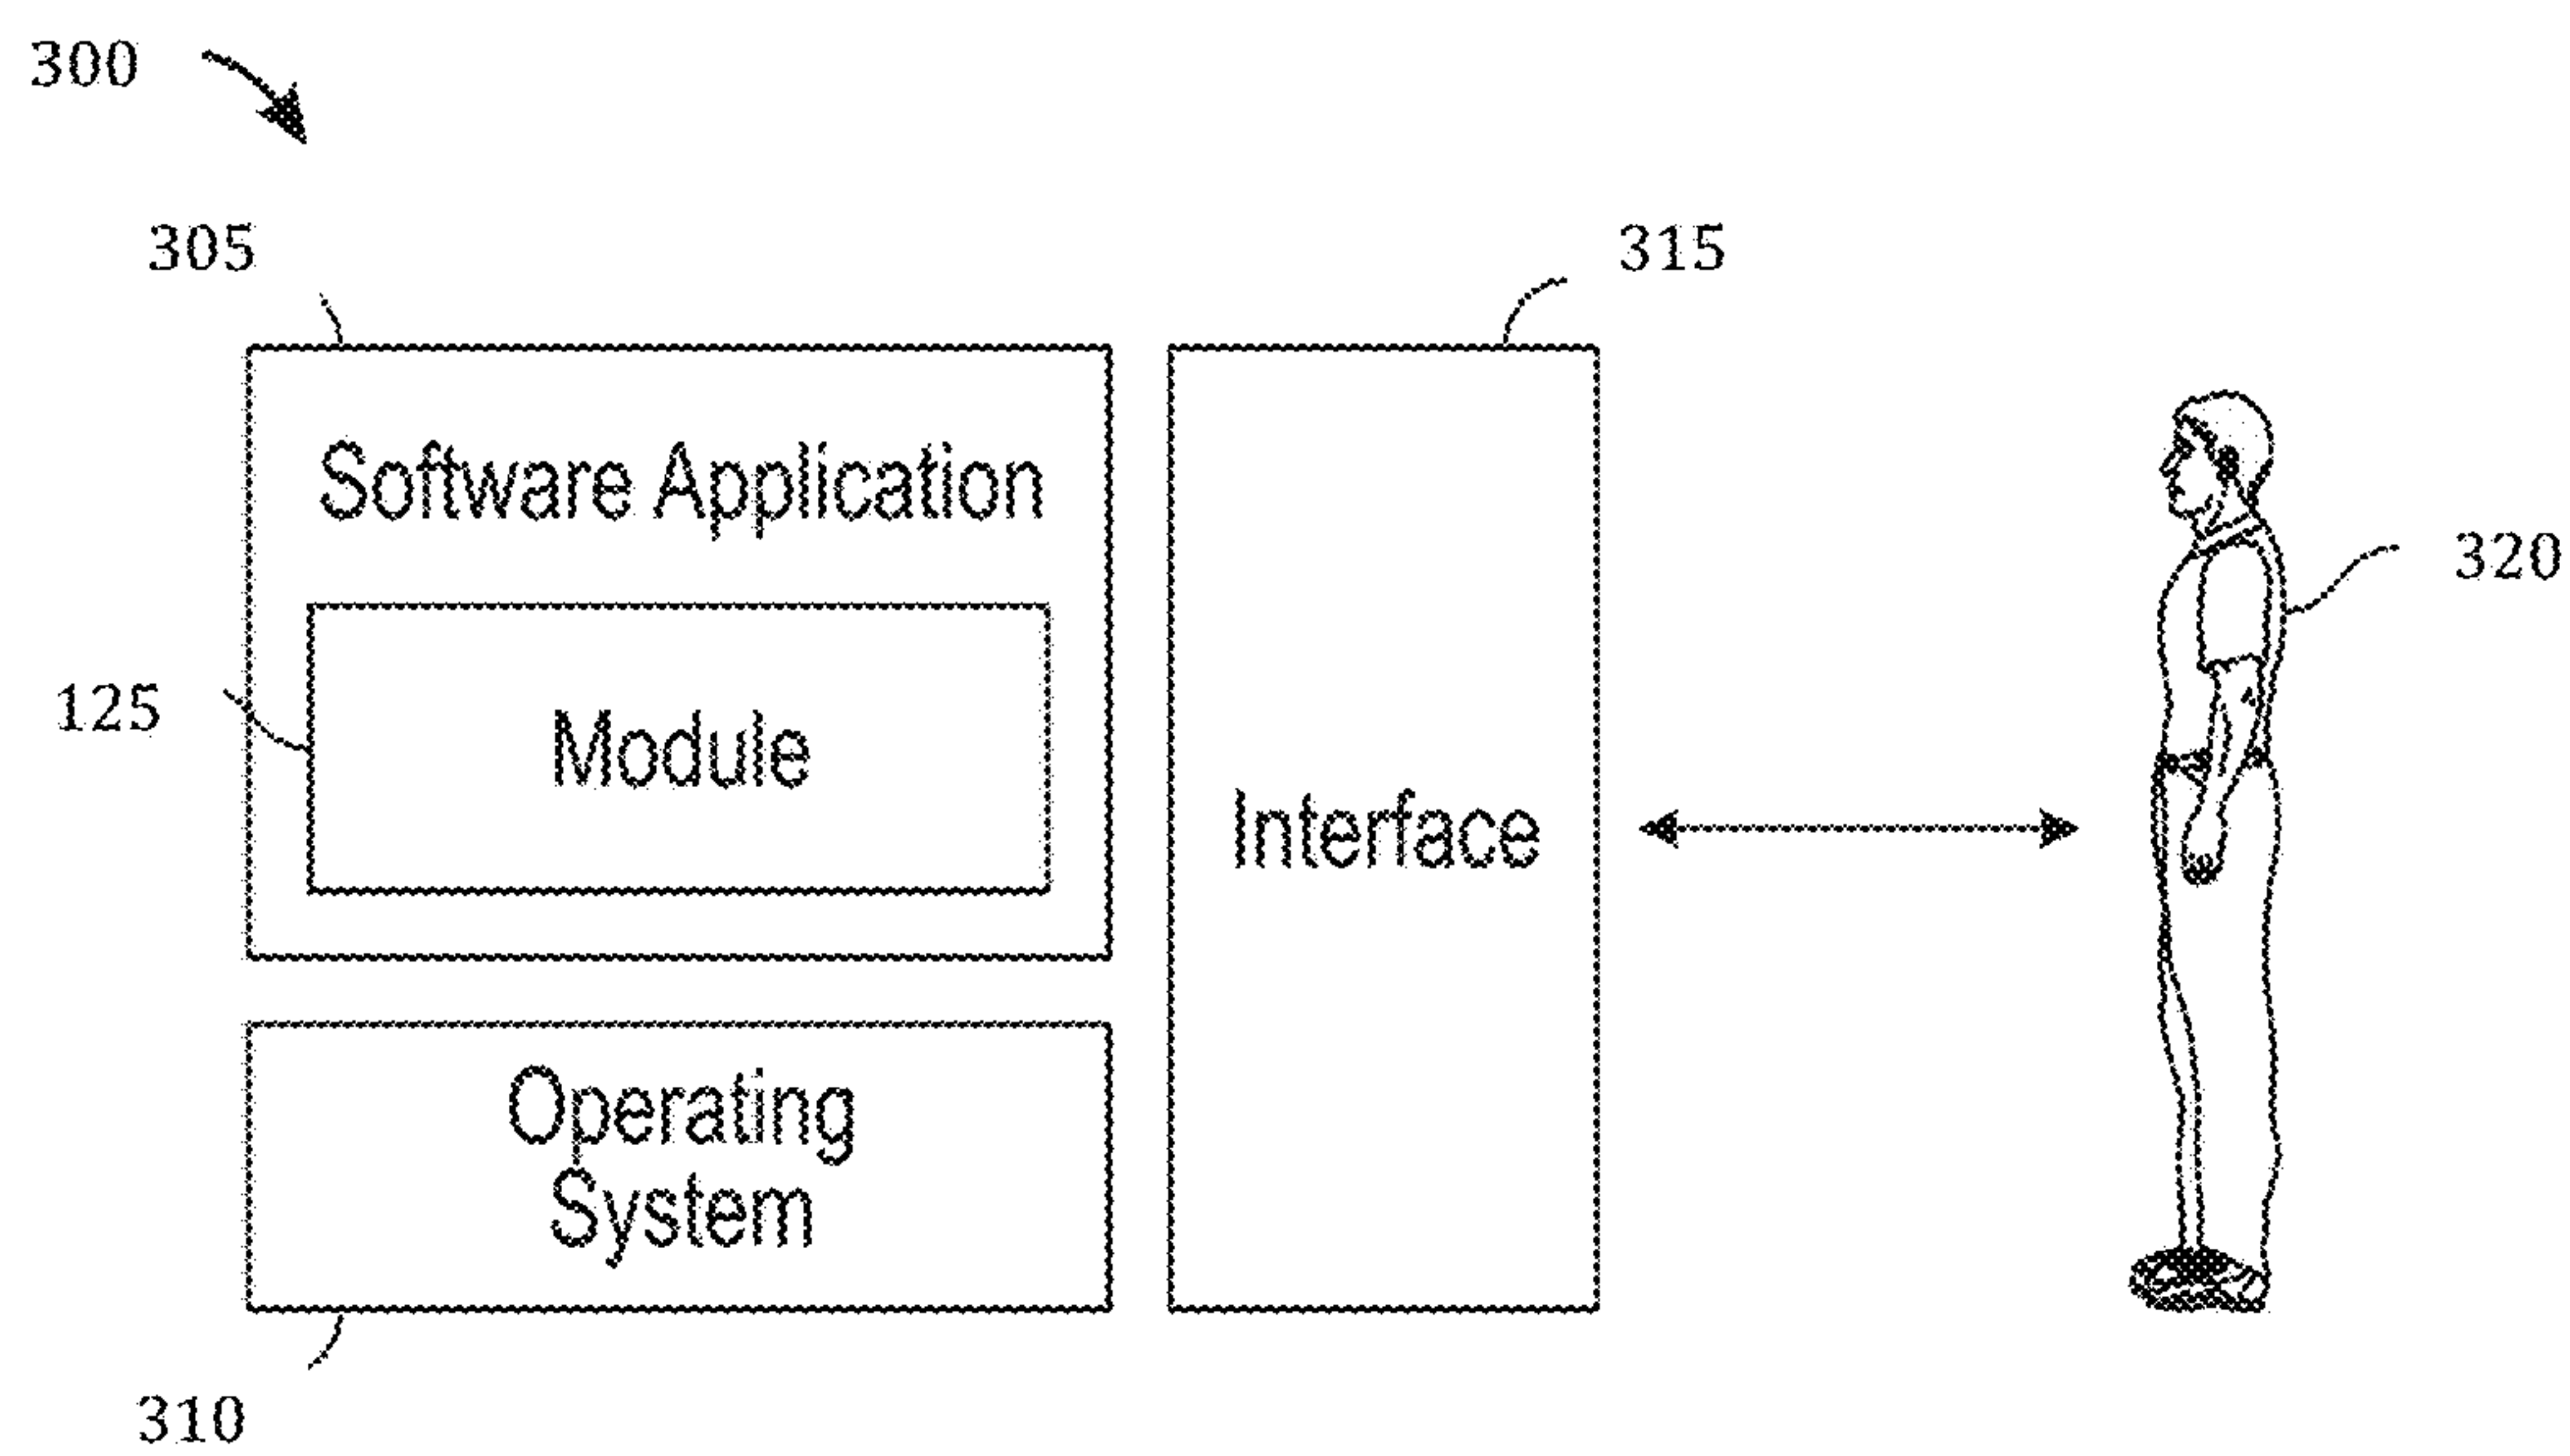 300
305
315
Software Application
320
125
Module
Interface
Operating
System
310